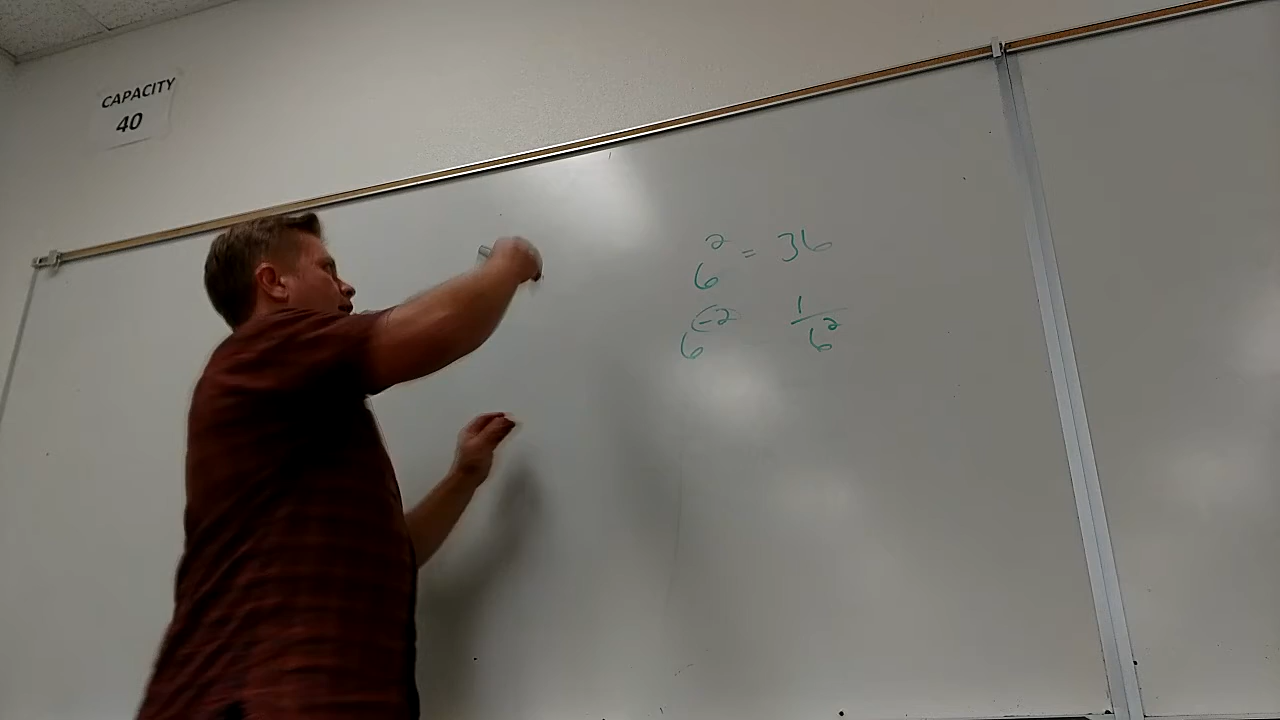 CAPACITY
40
6² = 36
6⁻² 1/6²